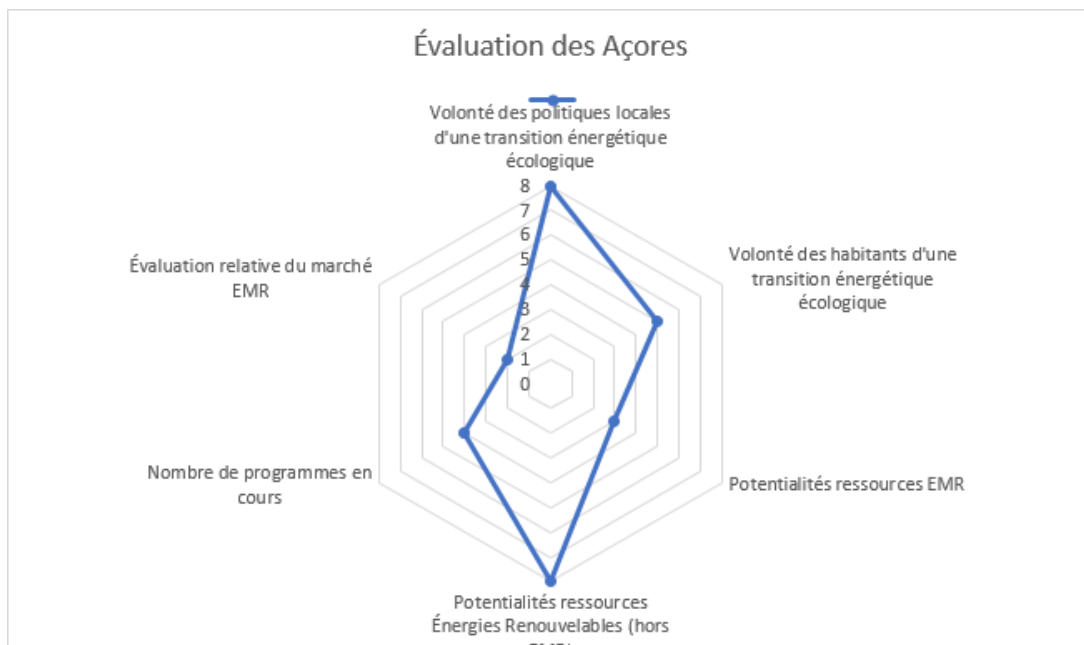 Évaluation des Açores
Volonté des politiques locales
d'une transition énergétique
écologique
8
7
6
5
4
3
2
1
0
Volonté des habitants d'une
transition énergétique
écologique
Potentialités ressources EMR
Potentialités ressources
Énergies Renouvelables (hors
Nombre de programmes en
cours
Évaluation relative du marché
EMR